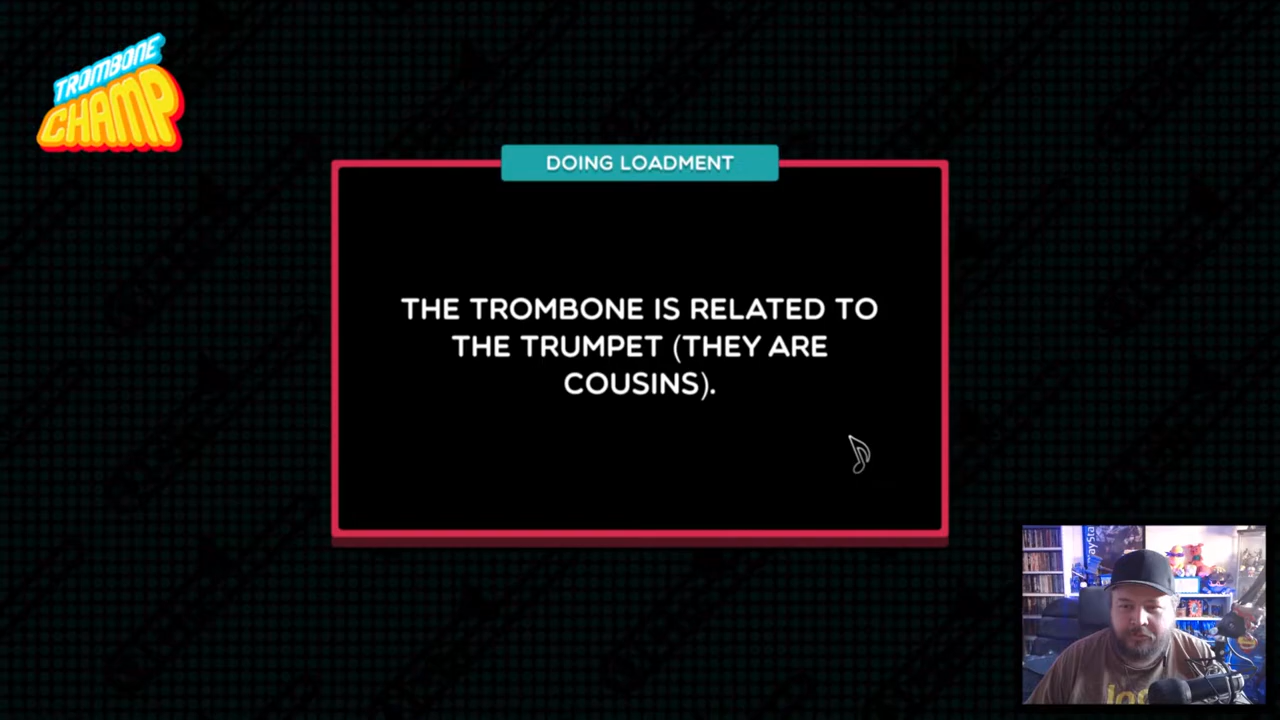 TROMBONE
CHAMP
DOING LOADMENT
THE TROMBONE IS RELATED TO
THE TRUMPET (THEY ARE
COUSINS).